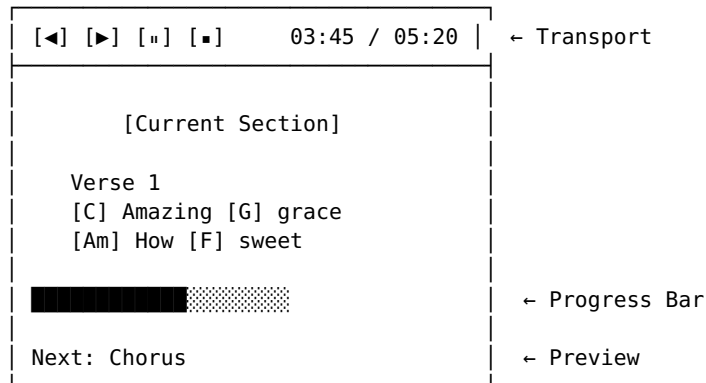 [◄] [►] [⏸] [⏹] 03:45 / 05:20 │ ← Transport
[Current Section]
Verse 1
[C] Amazing [G] grace
[Am] How [F] sweet
← Progress Bar
Next: Chorus ← Preview